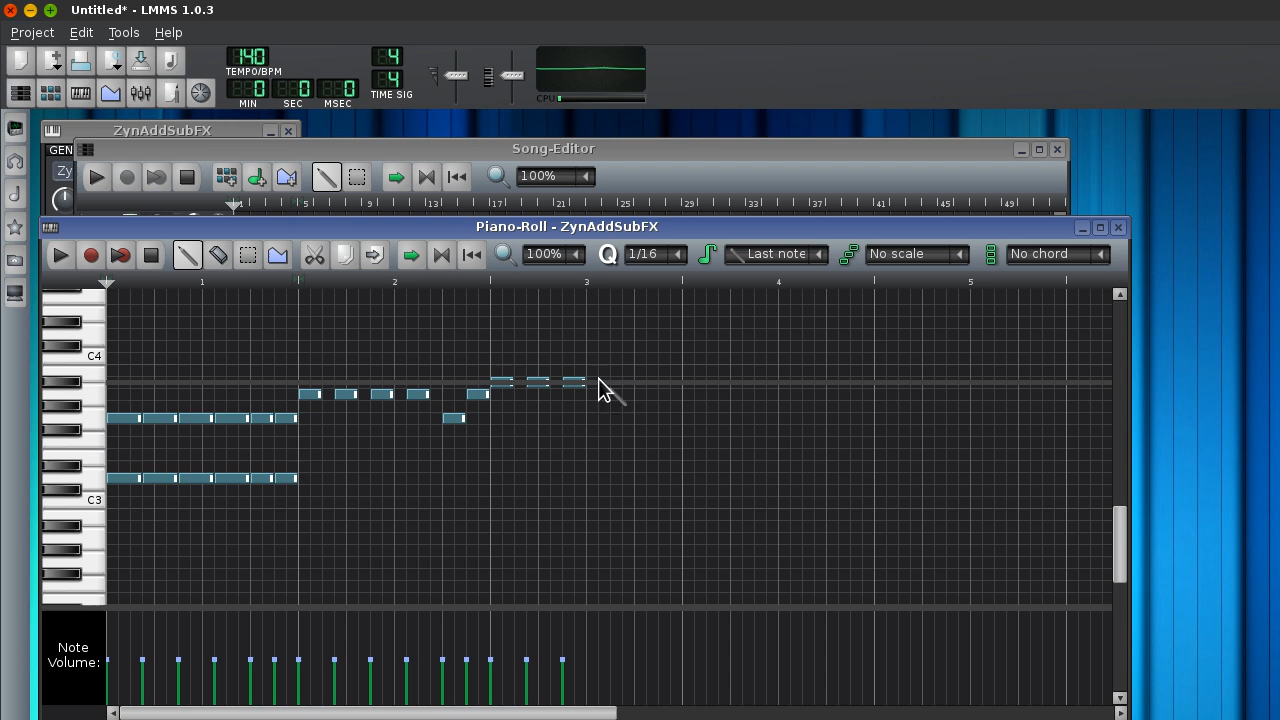 Untitled* - LMMS 1.0.3
Project Edit Tools Help
140
TEMPO/BPM
0 0 0
MIN SEC MSEC
4
4
TIME SIG
CPU
ZynAddSubFX
GEN
Zy
Song-Editor
100%
5 9 13 17 21 25 29 33 37 41 45 49
Piano-Roll - ZynAddSubFX
100% Q 1/16 Last note No scale No chord
1 2 3 4 5
C4
C3
Note
Volume: